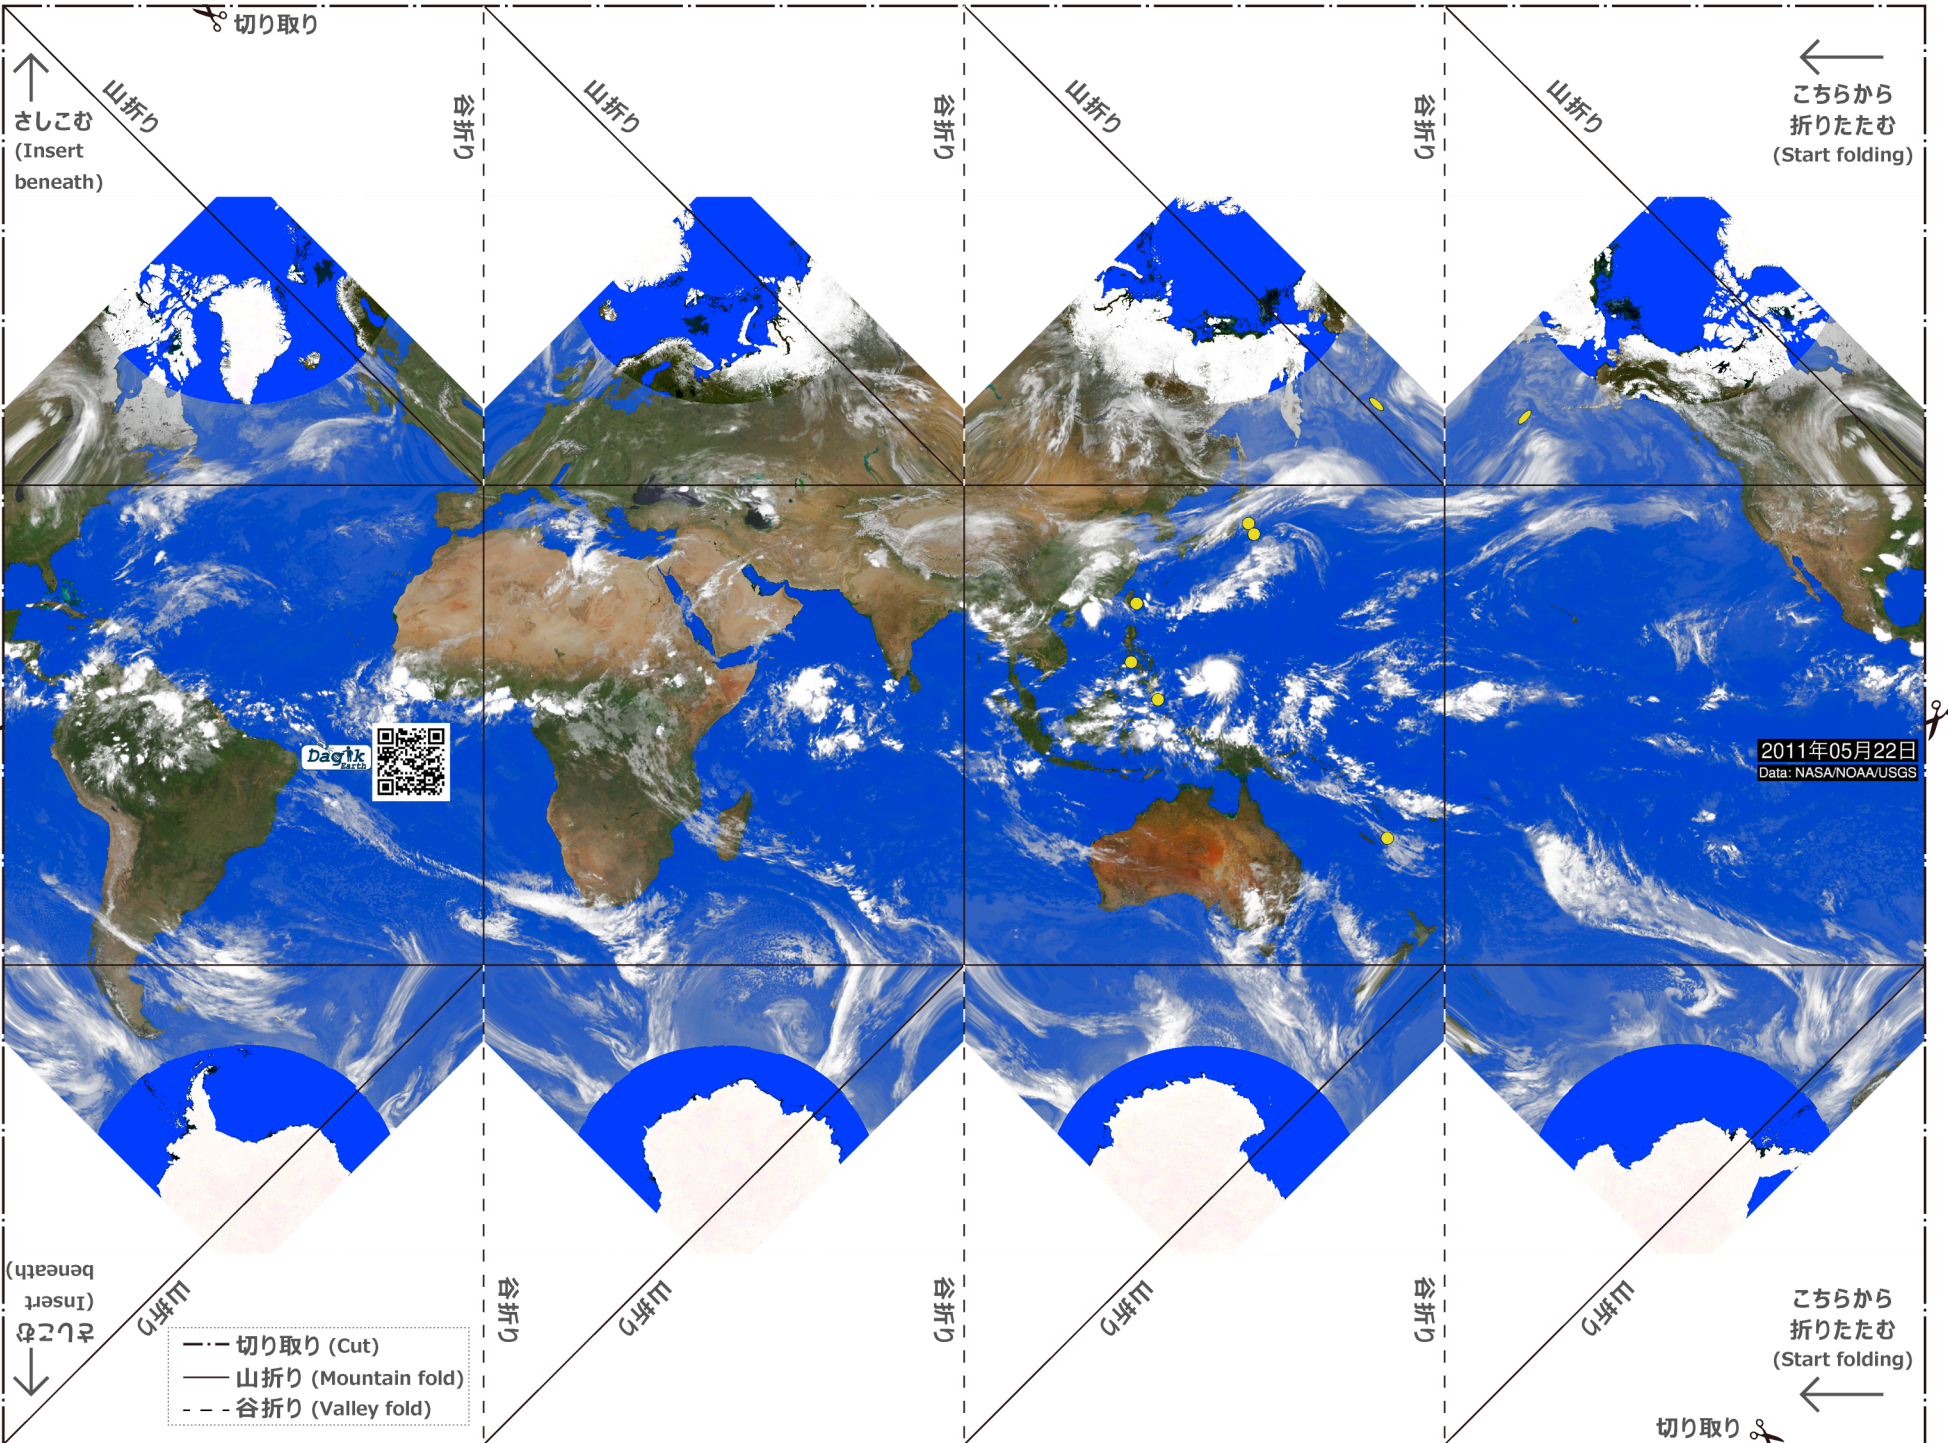 切り取り
さしこむ
(Insert
beneath)
山折り
谷折り
山折り
谷折り
山折り
谷折り
山折り
こちらから
折りたたむ
(Start folding)
Dagik
Earth
2011年05月22日
Data: NASA/NOAA/USGS
さしこむ
(Insert
beneath)
山折り
谷折り
山折り
谷折り
山折り
谷折り
山折り
こちらから
折りたたむ
(Start folding)
切り取り (Cut)
山折り (Mountain fold)
谷折り (Valley fold)
切り取り